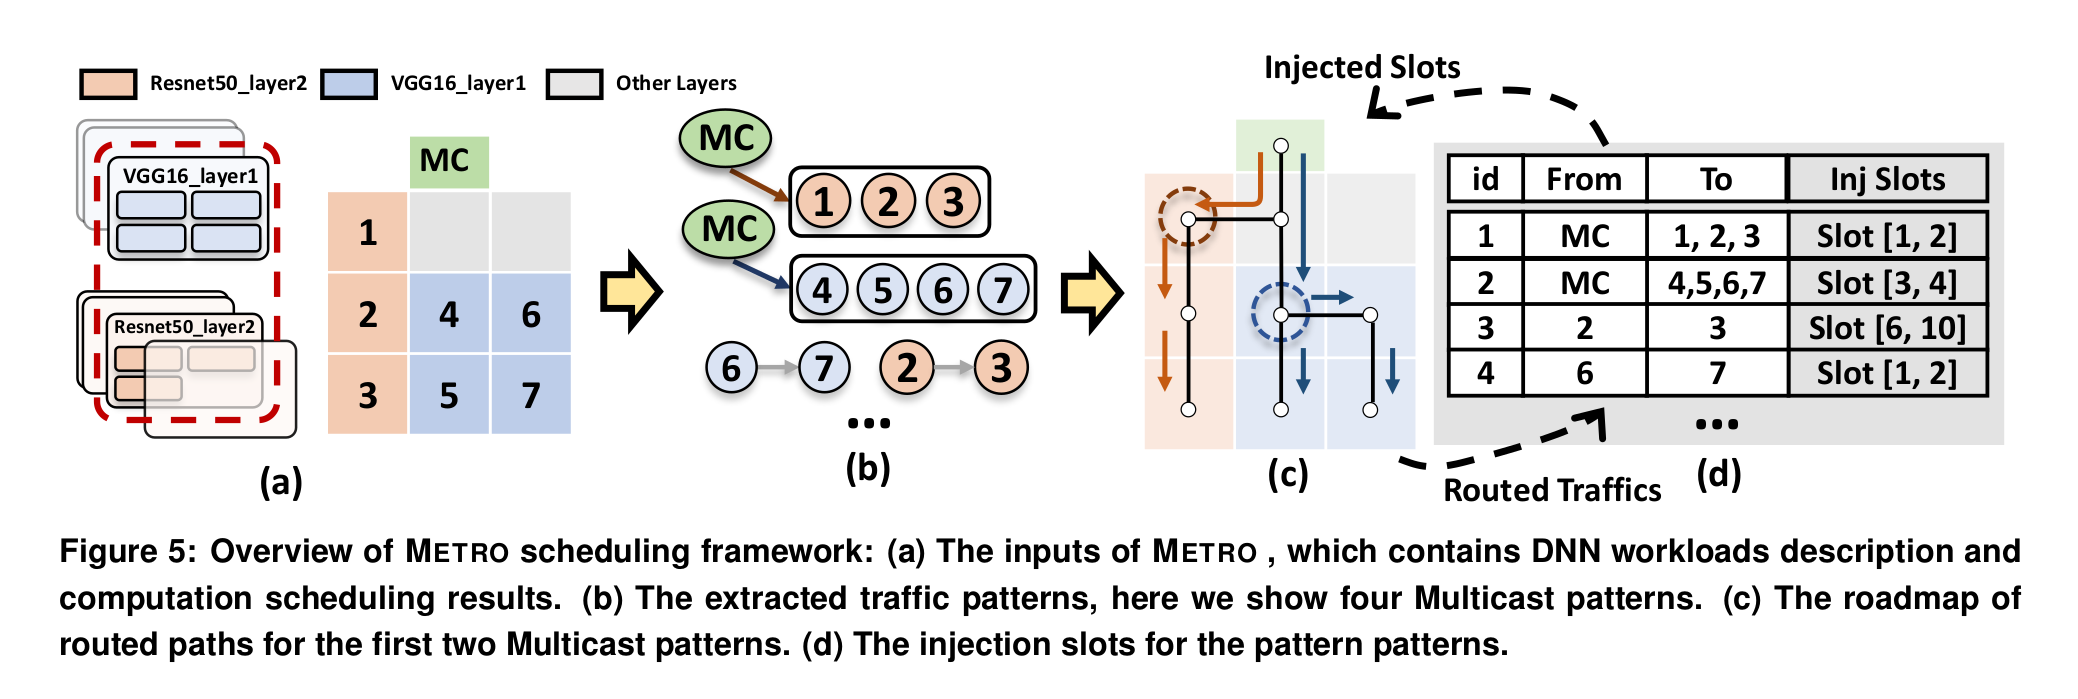 Resnet50_layer2 VGG16_layer1 Other Layers
VGG16_layer1
Resnet50_layer2
MC
1
2 4 6
3 5 7
(a)
MC
1 2 3
MC
4 5 6 7
6 7 2 3
...
(b)
(c)
Injected Slots
id From To Inj Slots
1 MC 1, 2, 3 Slot [1, 2]
2 MC 4,5,6,7 Slot [3, 4]
3 2 3 Slot [6, 10]
4 6 7 Slot [1, 2]
...
Routed Traffics
(d)
Figure 5: Overview of METRO scheduling framework: (a) The inputs of METRO , which contains DNN workloads description and
computation scheduling results. (b) The extracted traffic patterns, here we show four Multicast patterns. (c) The roadmap of
routed paths for the first two Multicast patterns. (d) The injection slots for the pattern patterns.